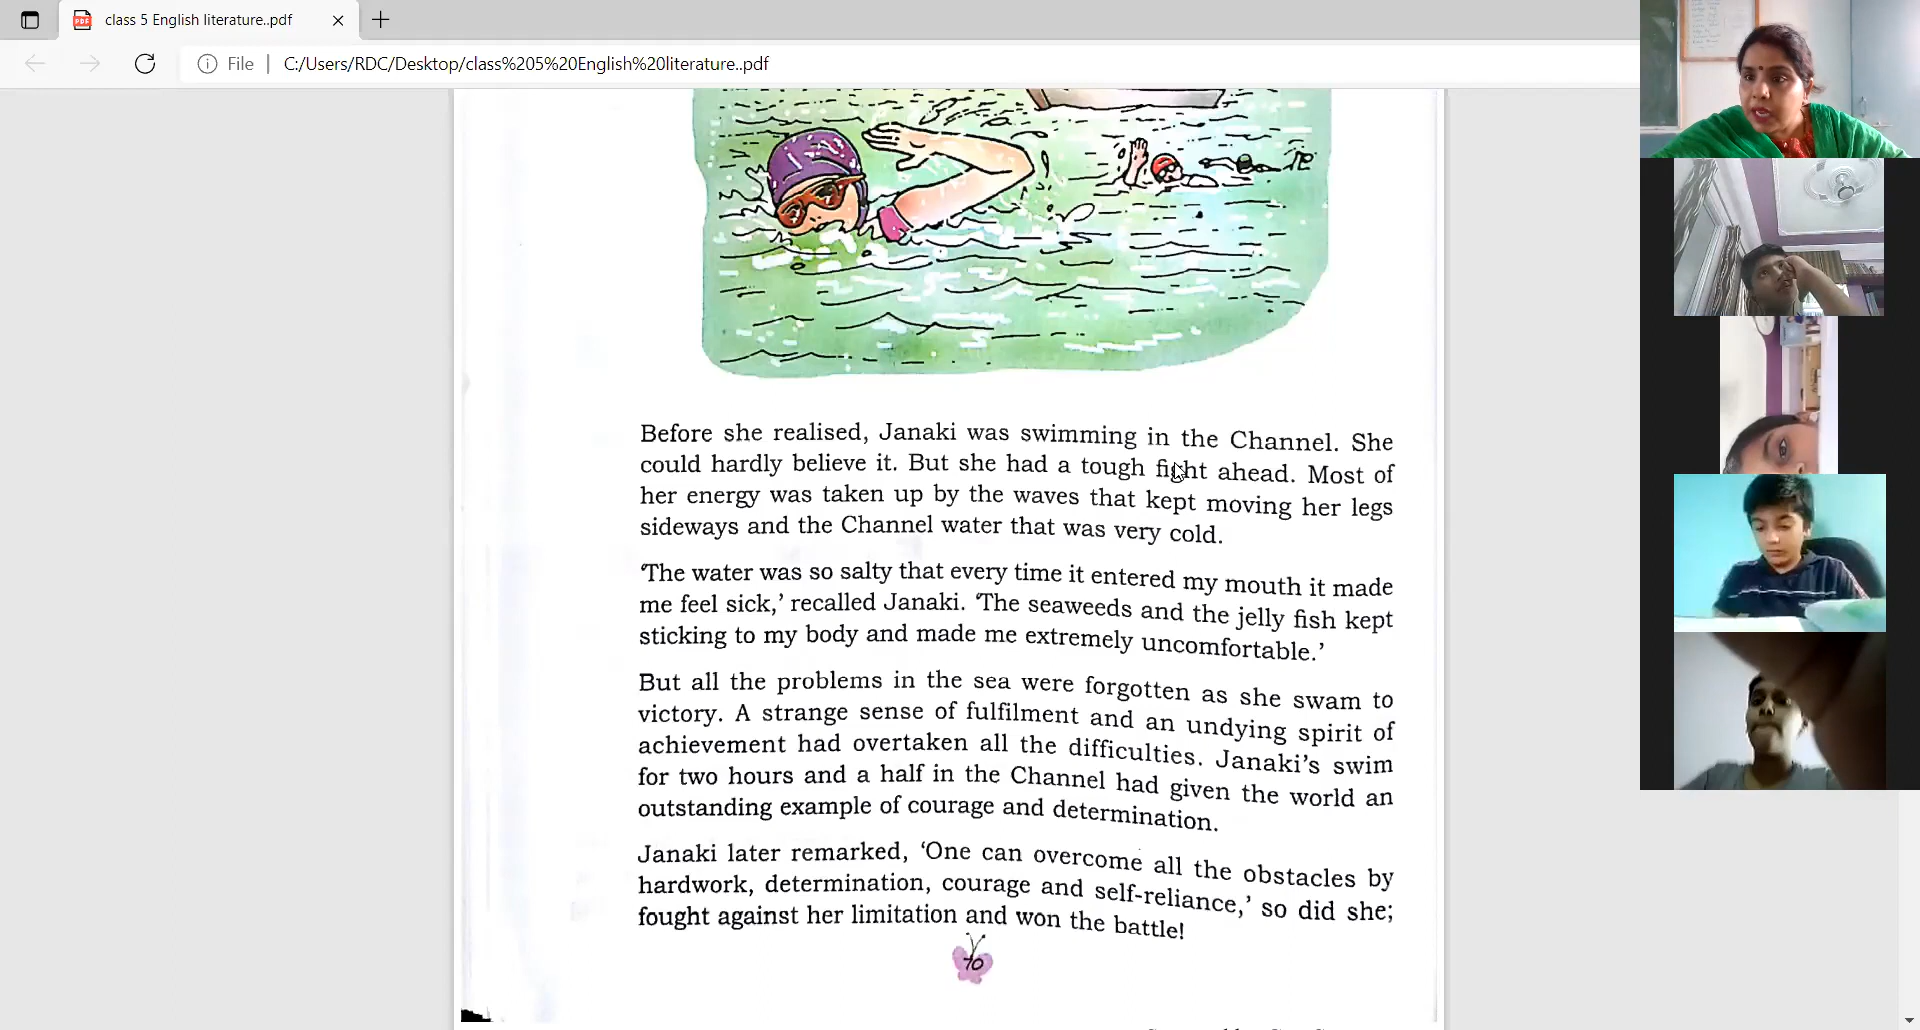 class 5 English literature..pdf
File
C:/Users/RDC/Desktop/class%205%20English%20literature..pdf
Before she realised, Janaki was swimming in the Channel. She
could hardly believe it. But she had a tough fight ahead. Most of
her energy was taken up by the waves that kept moving her legs
sideways and the Channel water that was very cold.
‘The water was so salty that every time it entered my mouth it made
me feel sick,’ recalled Janaki. ‘The seaweeds and the jelly fish kept
sticking to my body and made me extremely uncomfortable.’
But all the problems in the sea were forgotten as she swam to
victory. A strange sense of fulfilment and an undying spirit of
achievement had overtaken all the difficulties. Janaki’s swim
for two hours and a half in the Channel had given the world an
outstanding example of courage and determination.
Janaki later remarked, ‘One can overcome all the obstacles by
hardwork, determination, courage and self-reliance,’ so did she;
fought against her limitation and won the battle!
70